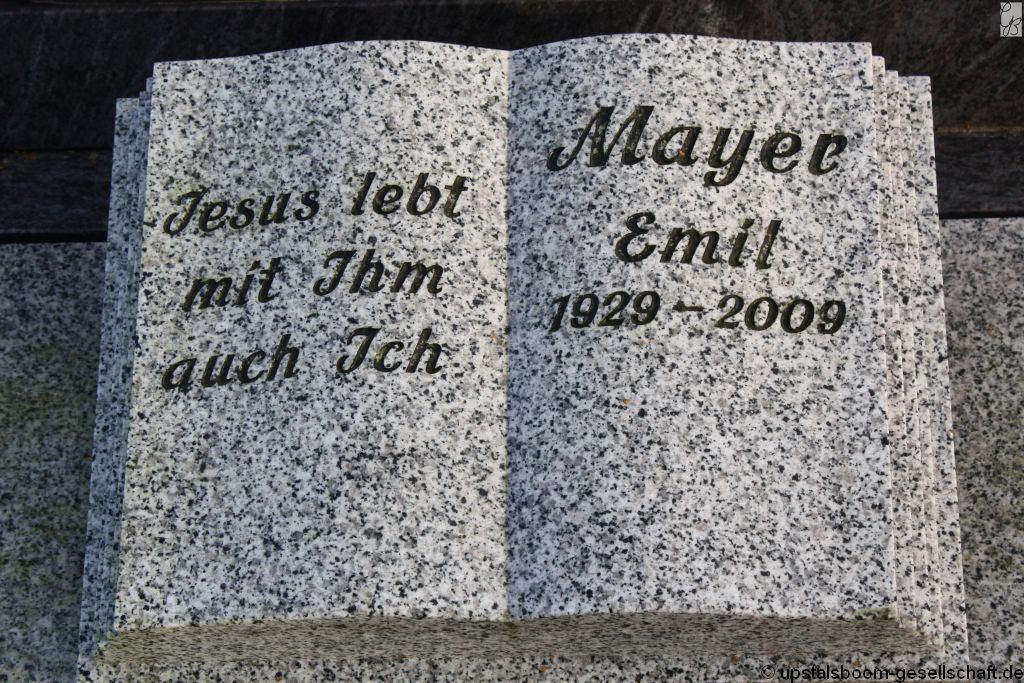 Jesus lebt
mit Ihm
auch Ich
Mayer
Emil
1929 - 2009
© upstalsboom-gesellschaft.de